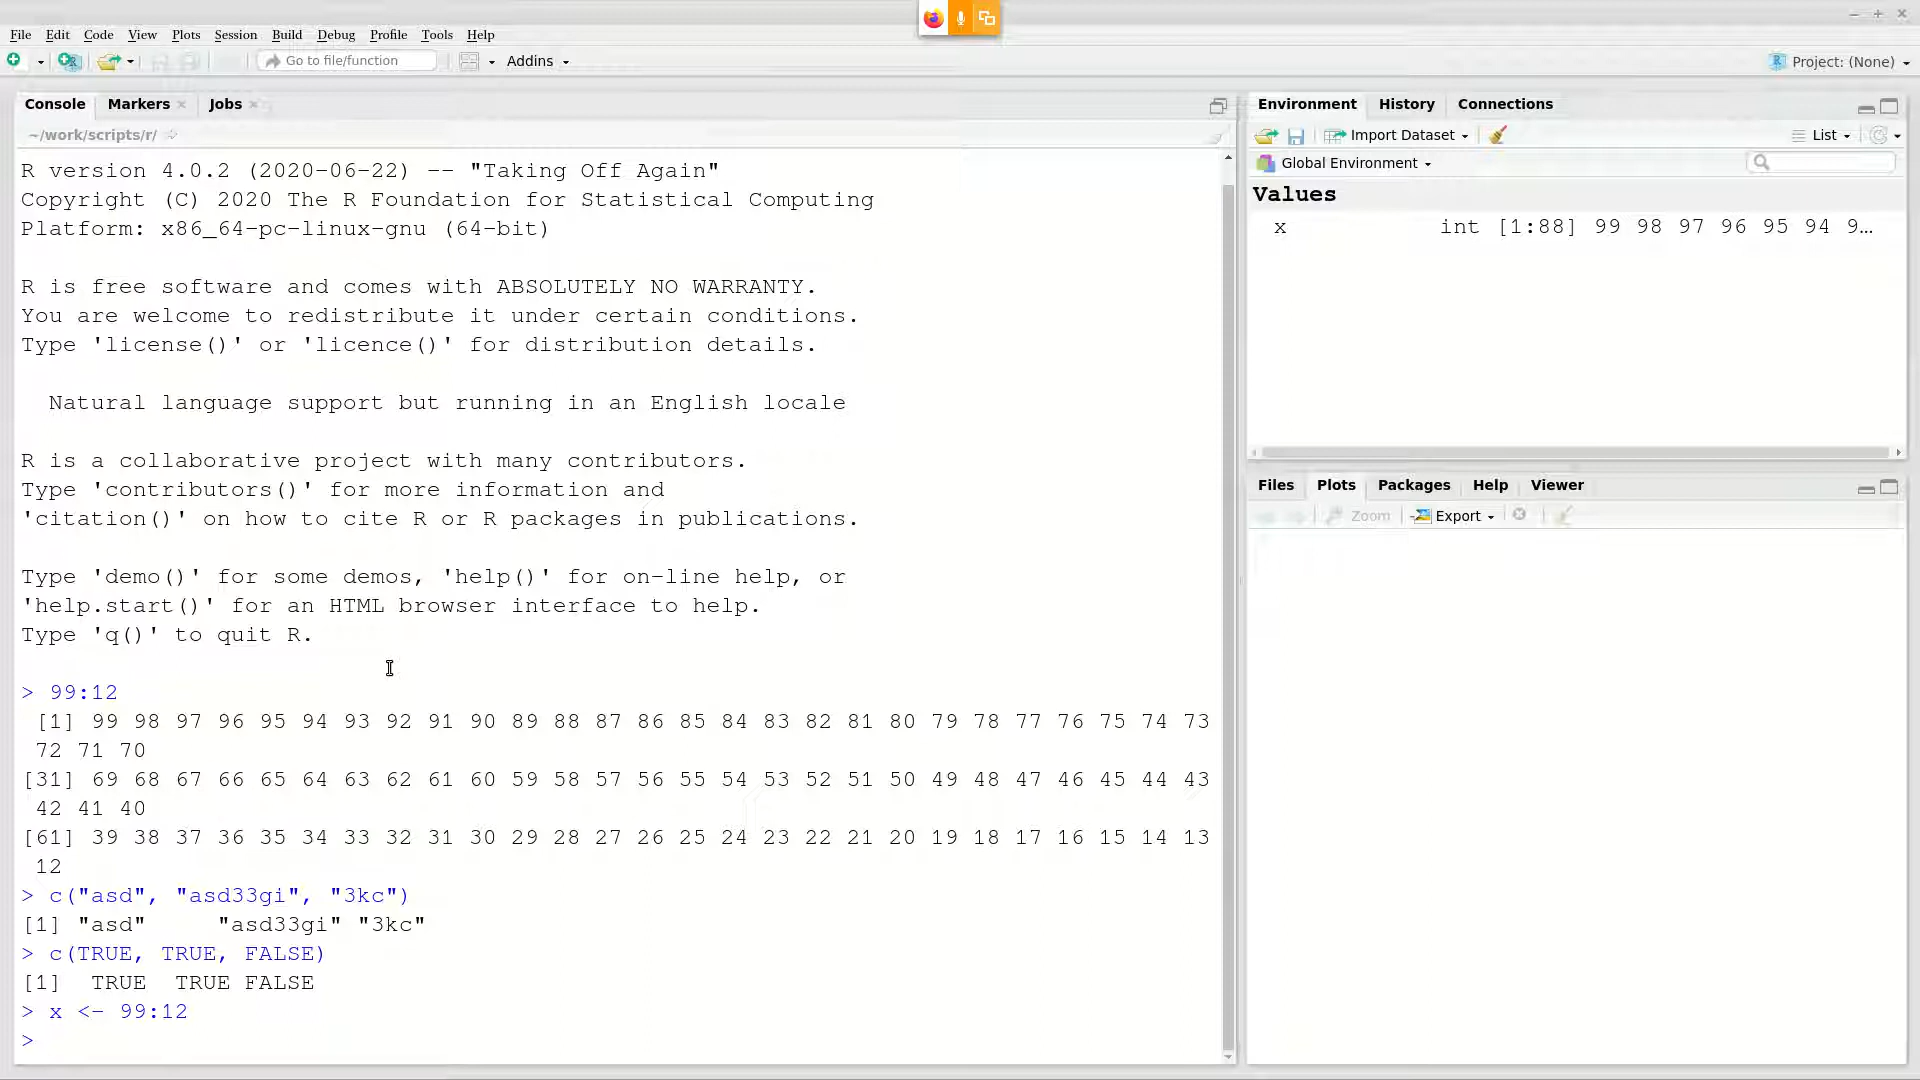 File Edit Code View Plots Session Build Debug Profile Tools Help
Go to file/function Addins Project: (None)
Console Markers Jobs
~/work/scripts/r/
R version 4.0.2 (2020-06-22) -- "Taking Off Again"
Copyright (C) 2020 The R Foundation for Statistical Computing
Platform: x86_64-pc-linux-gnu (64-bit)
R is free software and comes with ABSOLUTELY NO WARRANTY.
You are welcome to redistribute it under certain conditions.
Type 'license()' or 'licence()' for distribution details.
Natural language support but running in an English locale
R is a collaborative project with many contributors.
Type 'contributors()' for more information and
'citation()' on how to cite R or R packages in publications.
Type 'demo()' for some demos, 'help()' for on-line help, or
'help.start()' for an HTML browser interface to help.
Type 'q()' to quit R.
> 99:12
[1] 99 98 97 96 95 94 93 92 91 90 89 88 87 86 85 84 83 82 81 80 79 78 77 76 75 74 73
72 71 70
[31] 69 68 67 66 65 64 63 62 61 60 59 58 57 56 55 54 53 52 51 50 49 48 47 46 45 44 43
42 41 40
[61] 39 38 37 36 35 34 33 32 31 30 29 28 27 26 25 24 23 22 21 20 19 18 17 16 15 14 13
12
> c("asd", "asd33gi", "3kc")
[1] "asd" "asd33gi" "3kc"
> c(TRUE, TRUE, FALSE)
[1] TRUE TRUE FALSE
> x <- 99:12
>
Environment History Connections
Import Dataset List
Global Environment
Values
x int [1:88] 99 98 97 96 95 94 9…
Files Plots Packages Help Viewer
Zoom Export